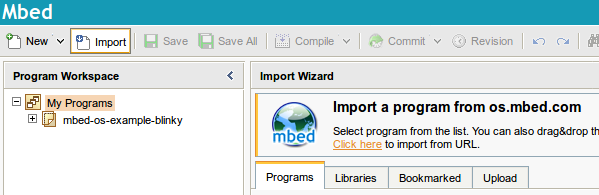 Mbed
New Import Save Save All Compile Commit Revision
Program Workspace
Import Wizard
My Programs
mbed-os-example-blinky
mbed
Import a program from os.mbed.com
Select program from the list. You can also drag&drop th
Click here to import from URL.
Programs Libraries Bookmarked Upload